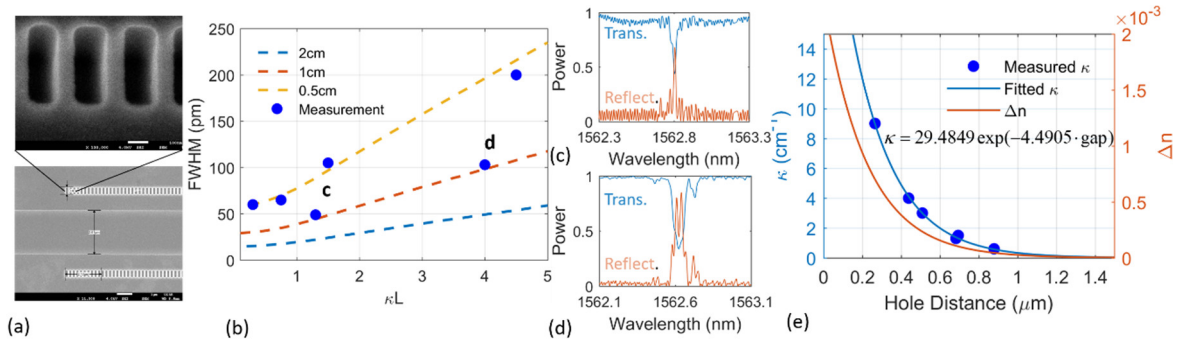 (a)
(b)
250
200
150
100
50
0
FWHM (pm)
2cm
1cm
0.5cm
Measurement
c
d
0
1
2
3
4
5
κL
(c)
1
0.5
0
Power
Trans.
Reflect.
1562.3
1562.8
1563.3
Wavelength (nm)
(d)
1
0.5
0
Power
Trans.
Reflect.
1562.1
1562.6
1563.1
Wavelength (nm)
(e)
14
12
10
8
6
4
2
0
κ (cm⁻¹)
Measured κ
Fitted κ
Δn
κ = 29.4849 exp(−4.4905 · gap)
×10⁻³
2
1.5
1
0.5
0
Δn
0
0.2
0.4
0.6
0.8
1
1.2
1.4
Hole Distance (μm)